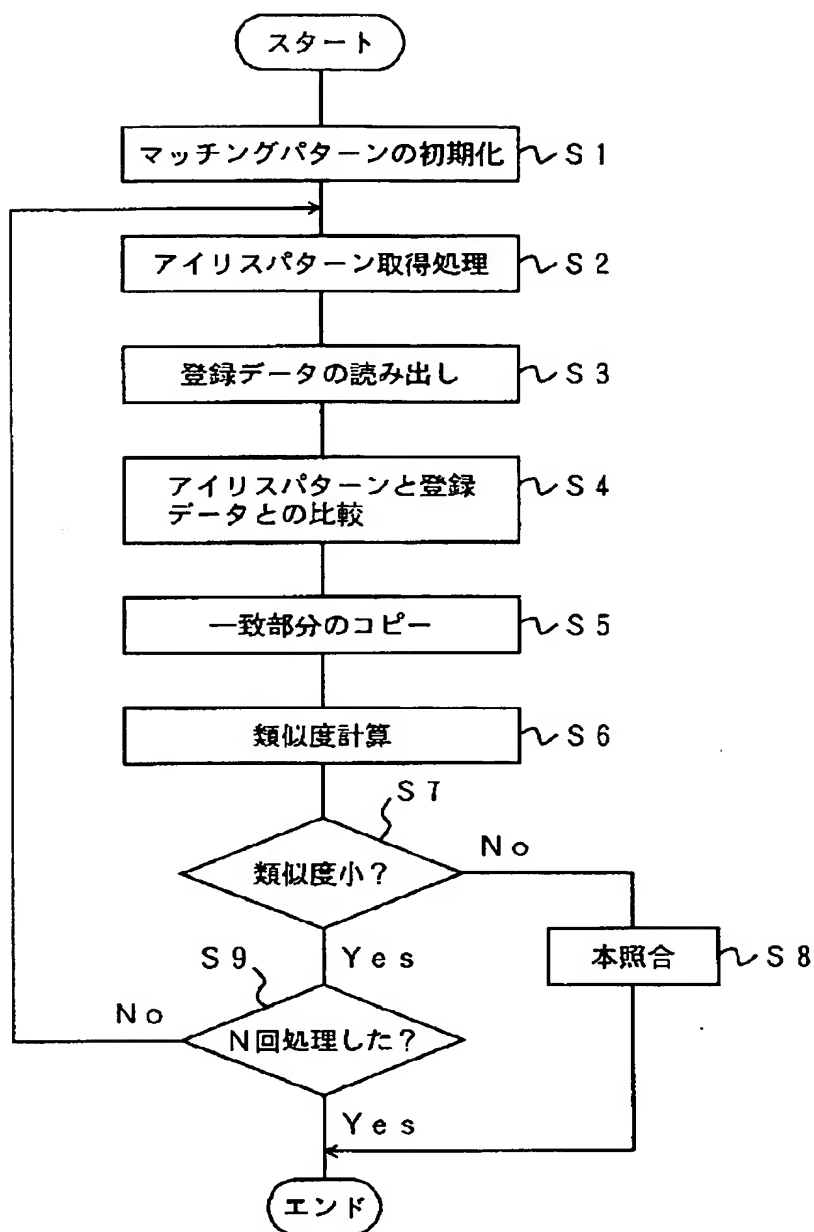 スタート
マッチングパターンの初期化 S1
アイリスパターン取得処理 S2
登録データの読み出し S3
アイリスパターンと登録 S4
データとの比較
一致部分のコピー S5
類似度計算 S6
S7
類似度小? No
S9 Yes 本照合 S8
No N回処理した?
Yes
エンド